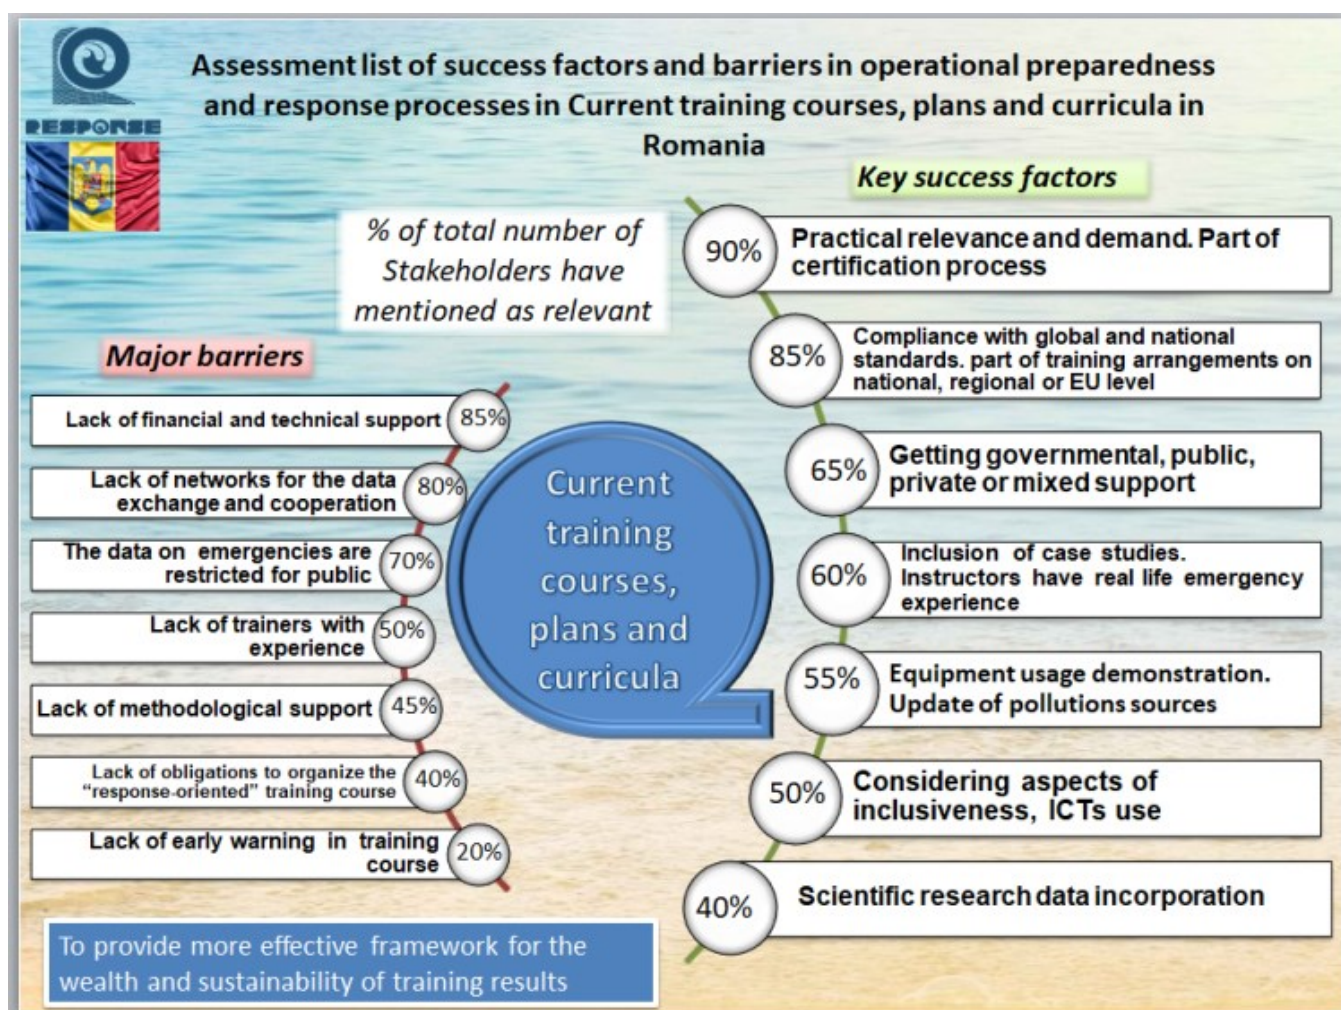 RESPONSE
Assessment list of success factors and barriers in operational preparedness
and response processes in Current training courses, plans and curricula in
Romania
Key success factors
% of total number of
Stakeholders have
mentioned as relevant
90%
Practical relevance and demand. Part of
certification process
85%
Compliance with global and national
standards. part of training arrangements on
national, regional or EU level
65%
Getting governmental, public,
private or mixed support
60%
Inclusion of case studies.
Instructors have real life emergency
experience
55%
Equipment usage demonstration.
Update of pollutions sources
50%
Considering aspects of
inclusiveness, ICTs use
40%
Scientific research data incorporation
Major barriers
Lack of financial and technical support
85%
Lack of networks for the data
exchange and cooperation
80%
The data on emergencies are
restricted for public
70%
Lack of trainers with
experience
50%
Lack of methodological support
45%
Lack of obligations to organize the
“response-oriented” training course
40%
Lack of early warning in training
course
20%
Current
training
courses,
plans and
curricula
To provide more effective framework for the
wealth and sustainability of training results